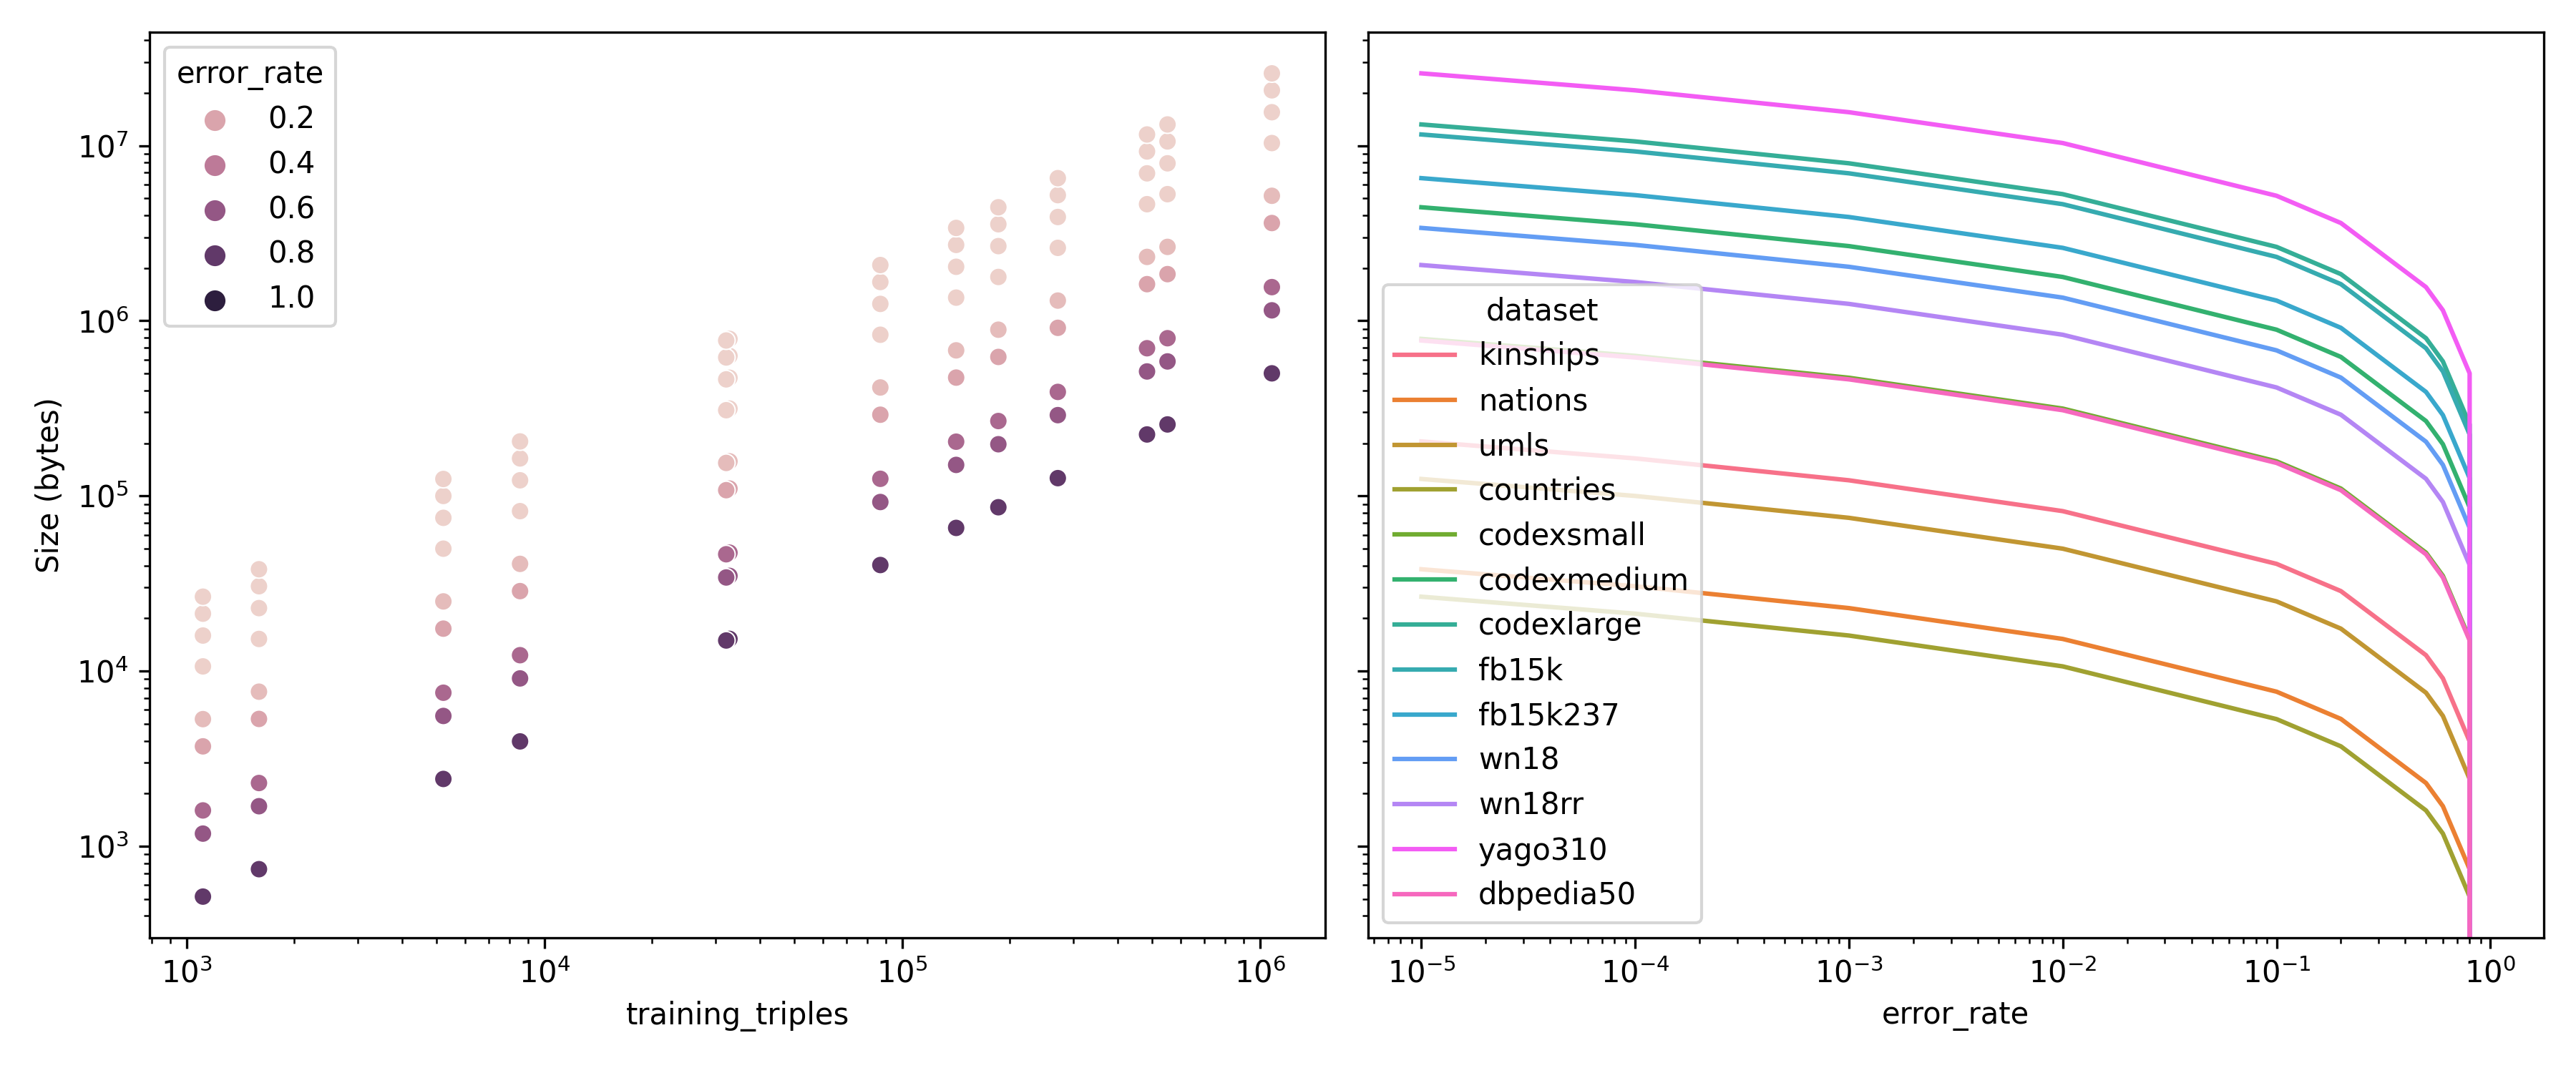 error_rate
0.2
0.4
0.6
0.8
1.0
10^7
10^6
10^5
10^4
10^3
Size (bytes)
10^3
10^4
10^5
10^6
training_triples
dataset
kinships
nations
umls
countries
codexsmall
codexmedium
codexlarge
fb15k
fb15k237
wn18
wn18rr
yago310
dbpedia50
10^−5
10^−4
10^−3
10^−2
10^−1
10^0
error_rate